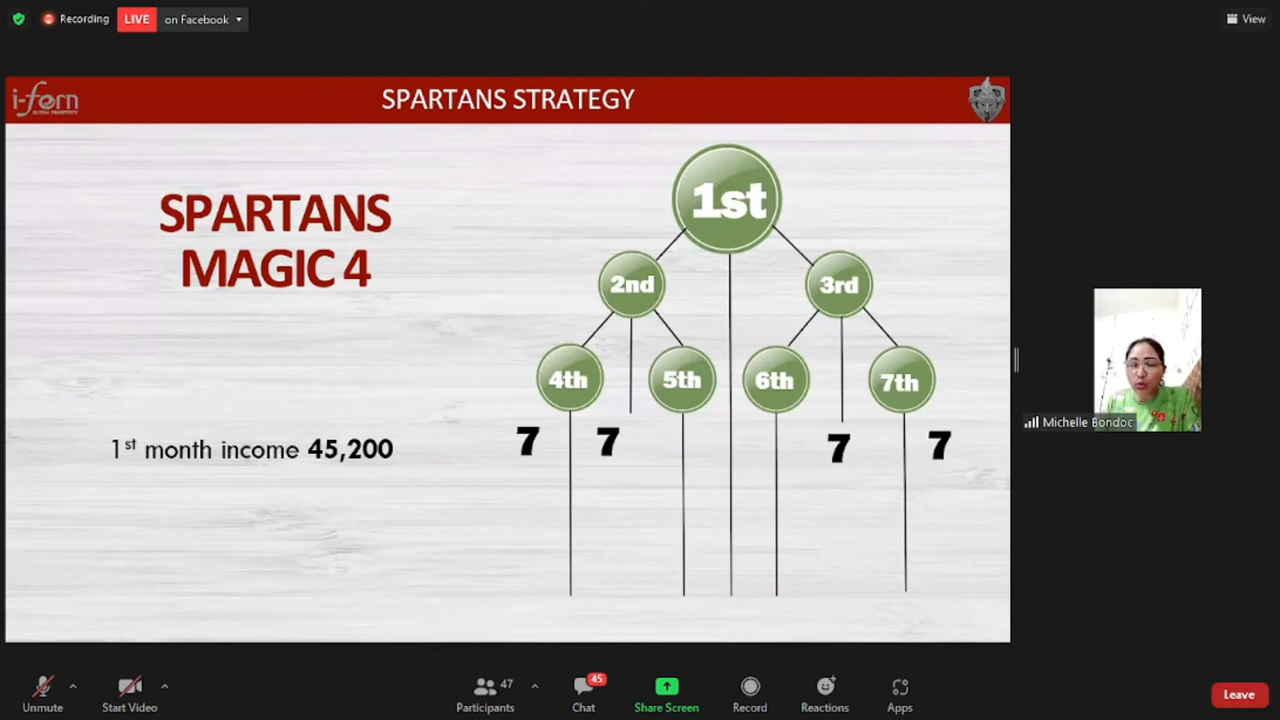 Recording
LIVE
on Facebook
View
i-fern
GLOBAL PROSPERITY
SPARTANS STRATEGY
SPARTANS
MAGIC 4
1st
2nd
3rd
4th
5th
6th
7th
7
7
7
7
1st month income 45,200
Michelle Bondoc
Unmute
Start Video
47
Participants
45
Chat
Share Screen
Record
Reactions
Apps
Leave